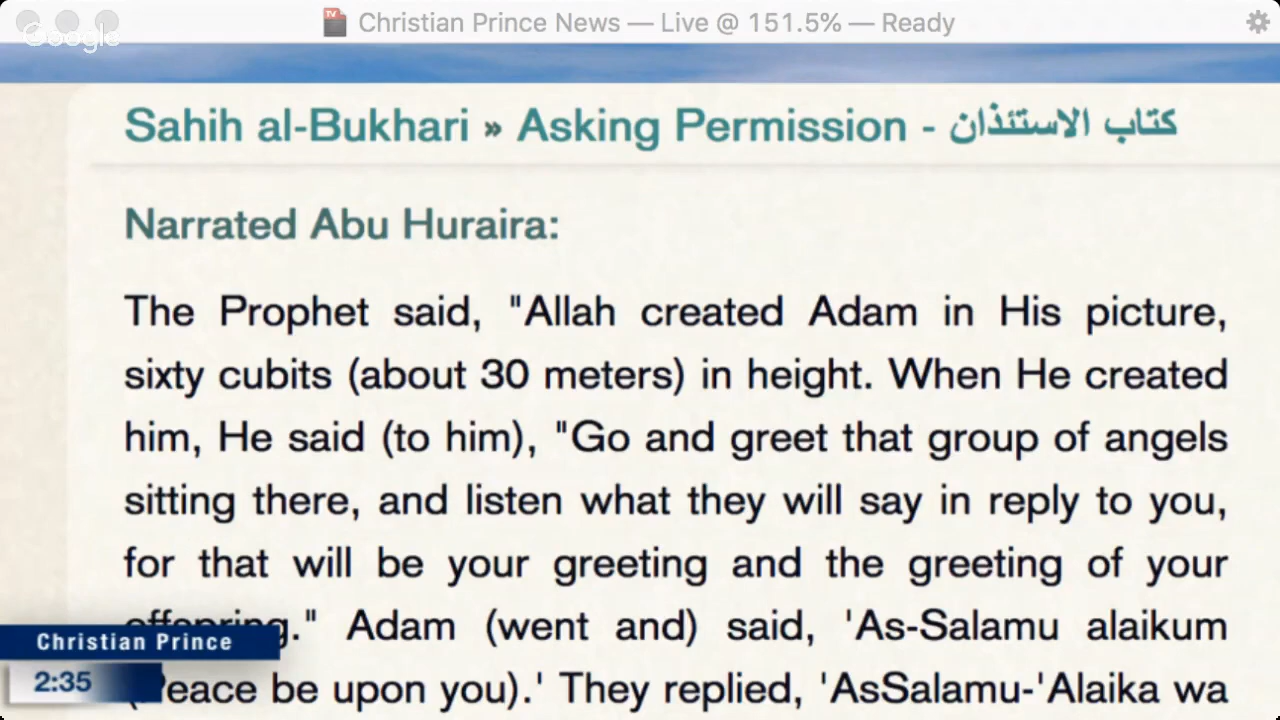 Christian Prince News — Live @ 151.5% — Ready
Google
Sahih al-Bukhari » Asking Permission - كتاب الاستئذان
Narrated Abu Huraira:
The Prophet said, "Allah created Adam in His picture,
sixty cubits (about 30 meters) in height. When He created
him, He said (to him), "Go and greet that group of angels
sitting there, and listen what they will say in reply to you,
for that will be your greeting and the greeting of your
offspring." Adam (went and) said, 'As-Salamu alaikum
(Peace be upon you).' They replied, 'AsSalamu-'Alaika wa
Christian Prince
2:35